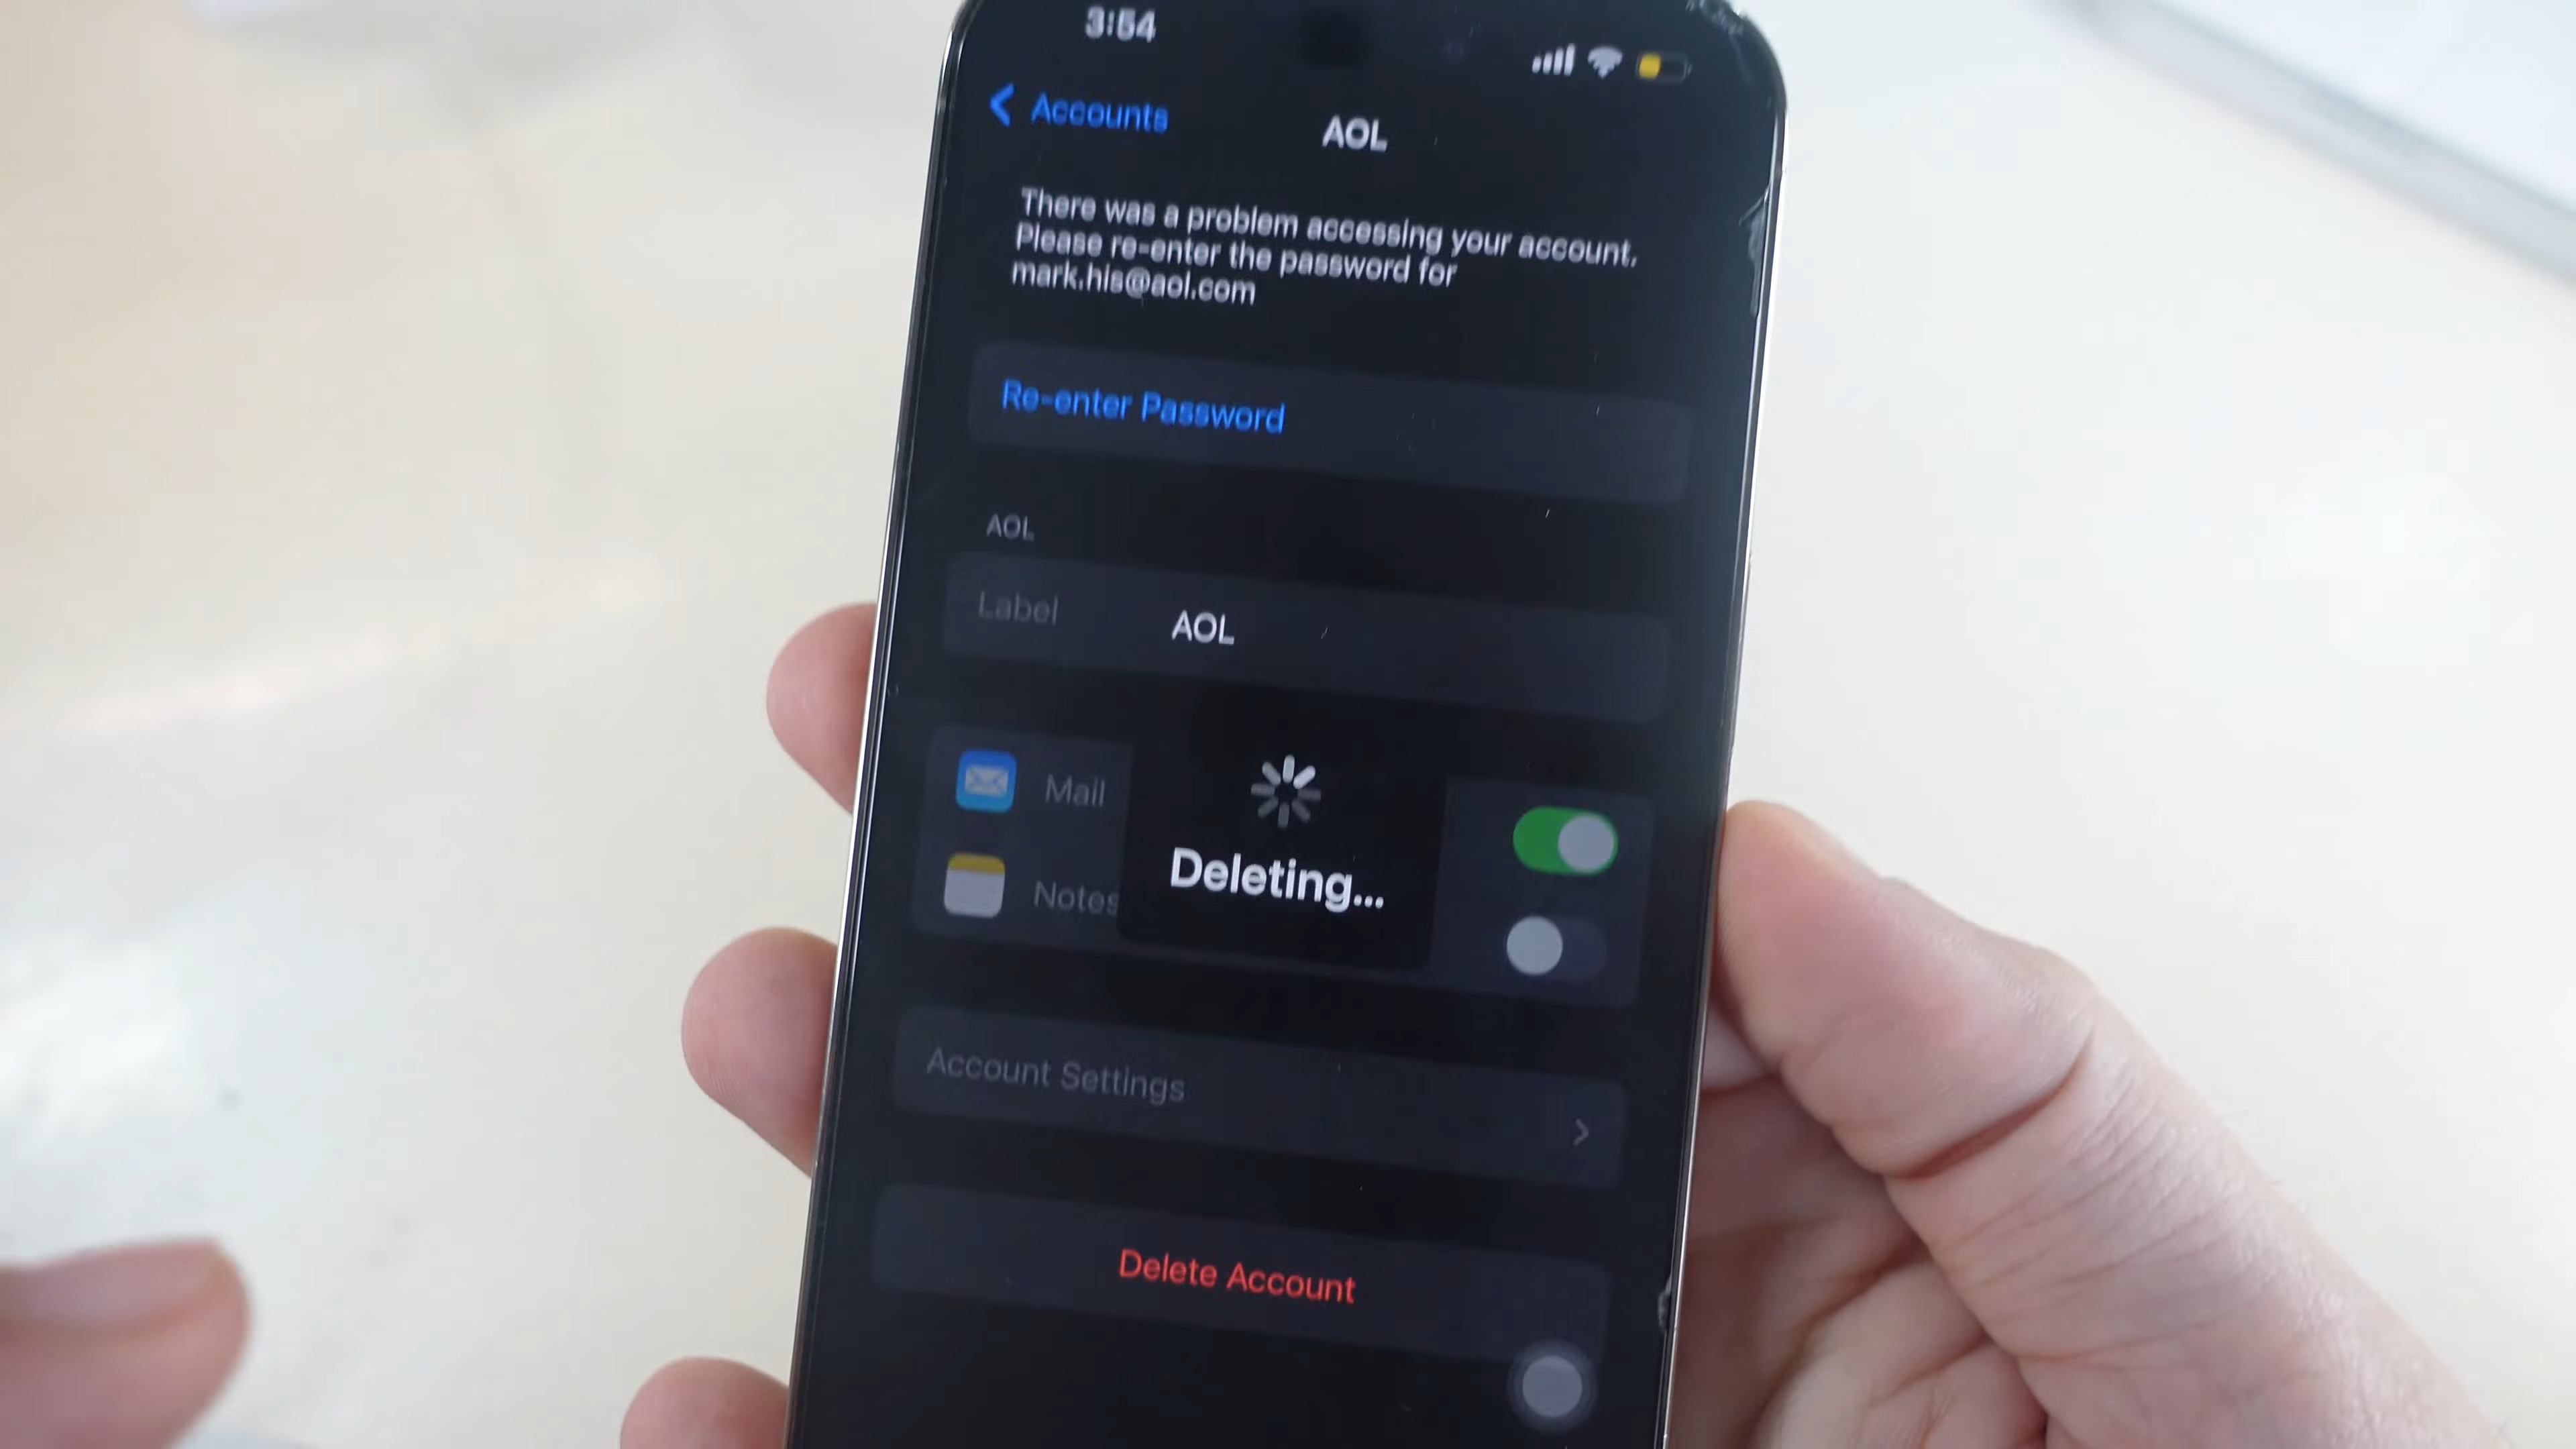 3:54
Accounts
AOL
There was a problem accessing your account.
Please re-enter the password for
mark.his@aol.com
Re-enter Password
AOL
Label AOL
Mail
Notes
Deleting...
Account Settings
Delete Account